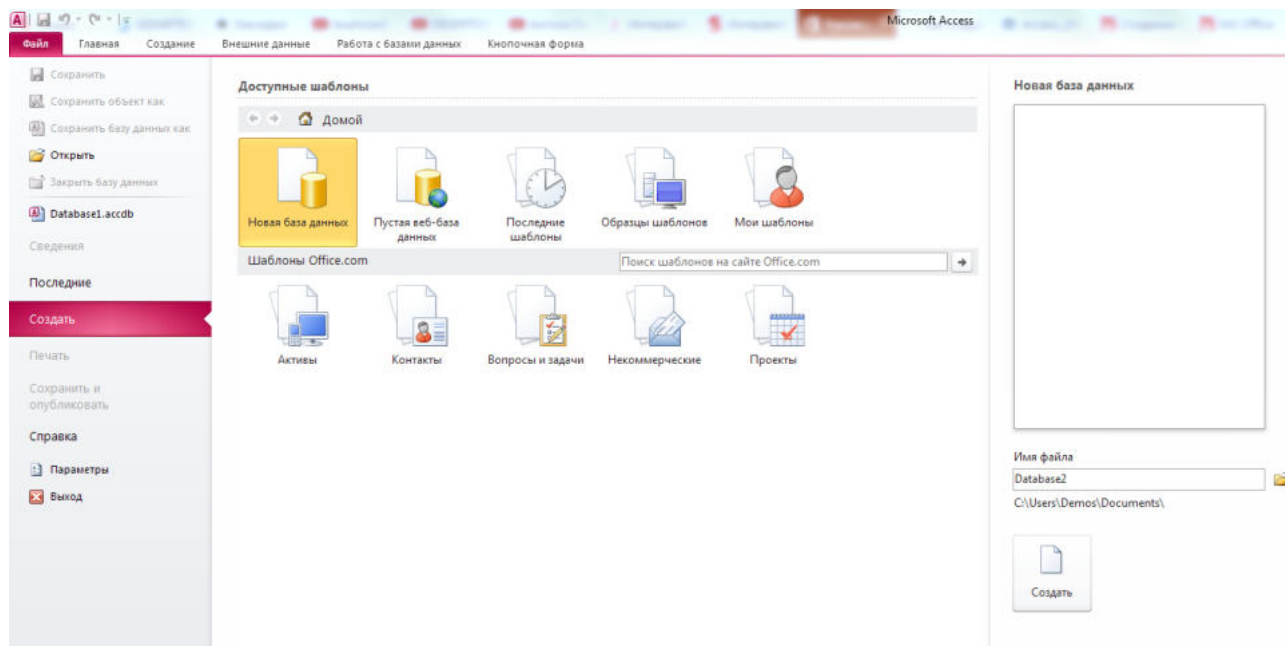 Microsoft Access
Файл Главная Создание Внешние данные Работа с базами данных Кнопочная форма
Сохранить
Сохранить объект как
Сохранить базу данных как
Открыть
Закрыть базу данных
Database1.accdb
Сведения
Последние
Создать
Печать
Сохранить и
опубликовать
Справка
Параметры
Выход
Доступные шаблоны
Домой
Новая база данных
Пустая веб-база
данных
Последние
шаблоны
Образцы шаблонов
Мои шаблоны
Шаблоны Office.com
Поиск шаблонов на сайте Office.com
Активы
Контакты
Вопросы и задачи
Некоммерческие
Проекты
Новая база данных
Имя файла
Database2
C:\Users\Demos\Documents\
Создать